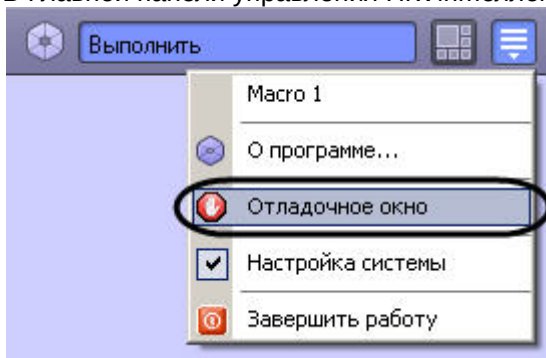 В главной панели управления ПК Интеллект
Выполнить
Macro 1
О программе...
Отладочное окно
Настройка системы
Завершить работу